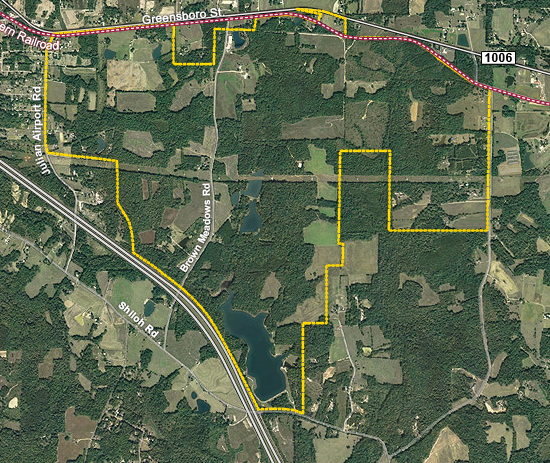 Greensboro St
ern Railroad
1006
Julian Airport Rd
Brown Meadows Rd
Shiloh Rd